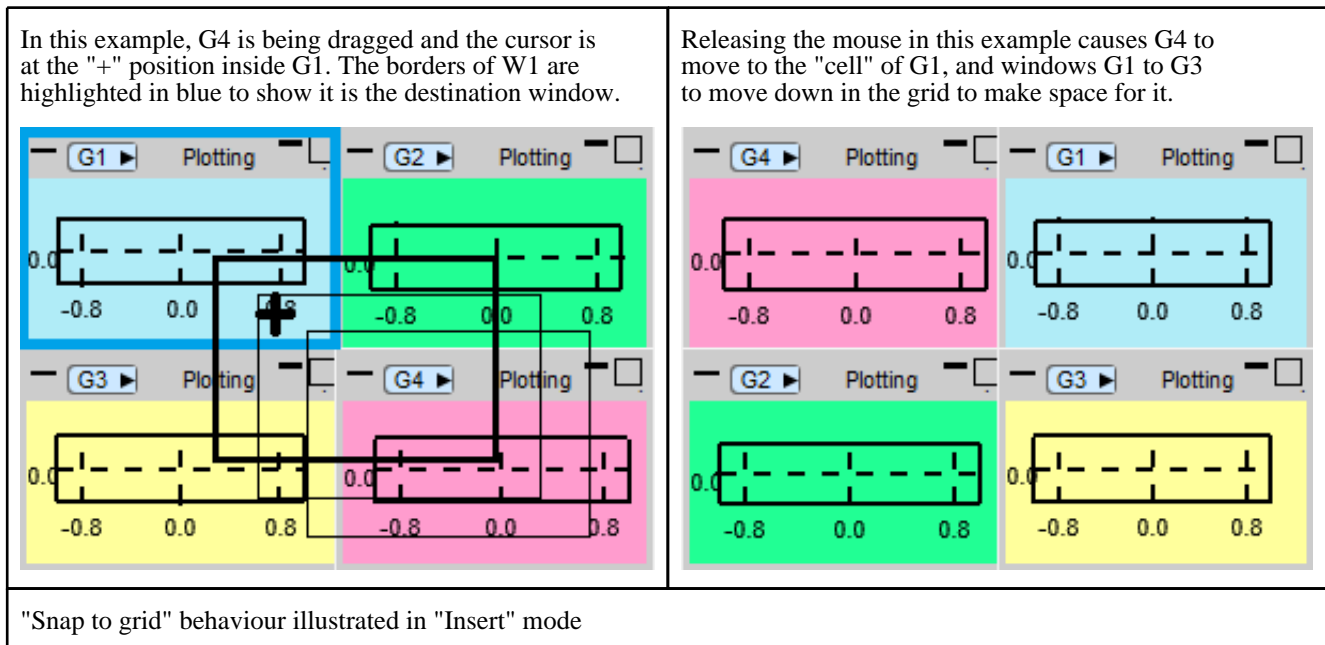 In this example, G4 is being dragged and the cursor is
at the "+" position inside G1. The borders of W1 are
highlighted in blue to show it is the destination window.
Releasing the mouse in this example causes G4 to
move to the "cell" of G1, and windows G1 to G3
to move down in the grid to make space for it.
G1 Plotting
G2 Plotting
0.0
0.0
-0.8 0.0 0.8
-0.8 0.0 0.8
G3 Plotting
G4 Plotting
0.0
0.0
-0.8 0.0 0.8
-0.8 0.0 0.8
G4 Plotting
G1 Plotting
0.0
0.0
-0.8 0.0 0.8
-0.8 0.0 0.8
G2 Plotting
G3 Plotting
0.0
0.0
-0.8 0.0 0.8
-0.8 0.0 0.8
"Snap to grid" behaviour illustrated in "Insert" mode